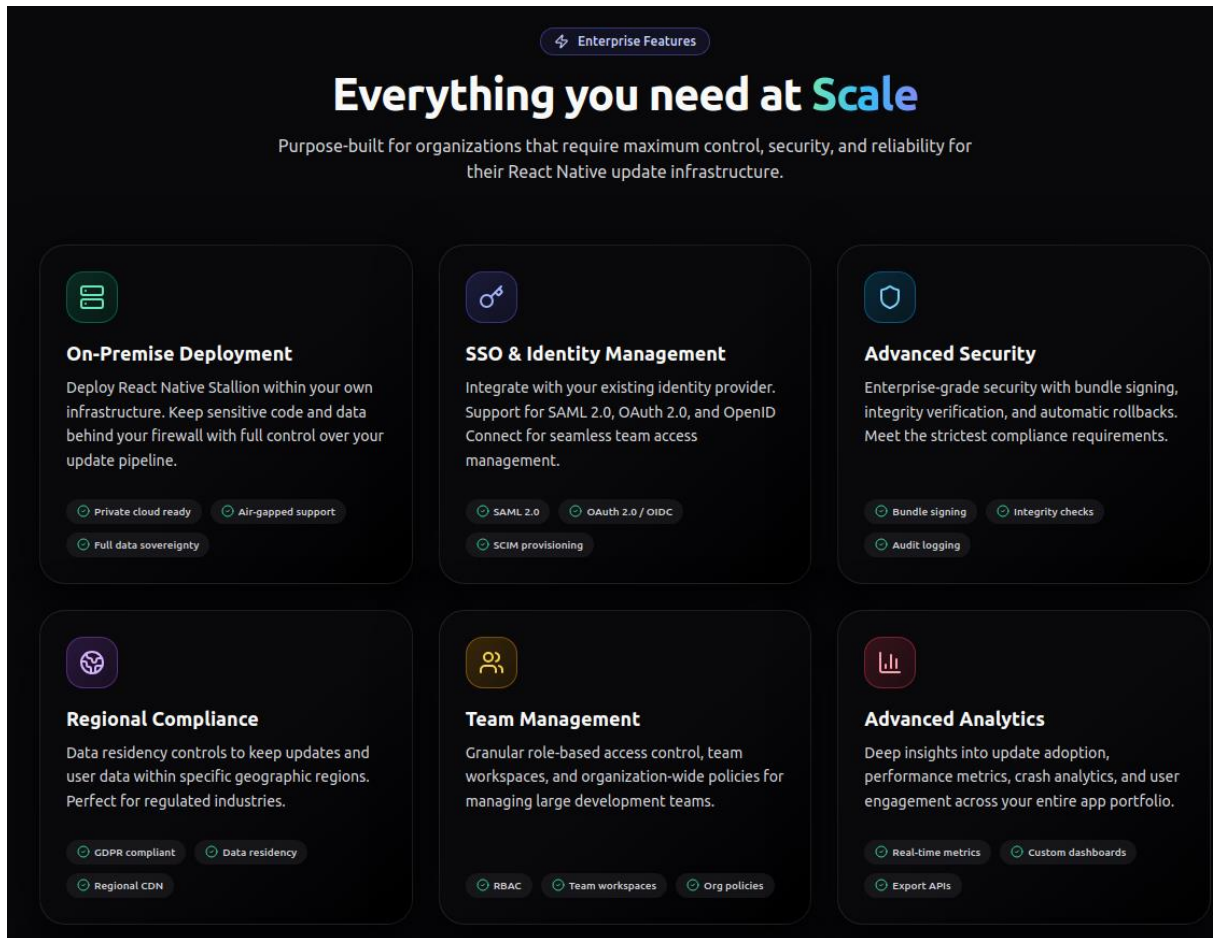 Enterprise Features
Everything you need at Scale
Purpose-built for organizations that require maximum control, security, and reliability for
their React Native update infrastructure.
On-Premise Deployment
Deploy React Native Stallion within your own
infrastructure. Keep sensitive code and data
behind your firewall with full control over your
update pipeline.
Private cloud ready
Air-gapped support
Full data sovereignty
SSO & Identity Management
Integrate with your existing identity provider.
Support for SAML 2.0, OAuth 2.0, and OpenID
Connect for seamless team access
management.
SAML 2.0
OAuth 2.0 / OIDC
SCIM provisioning
Advanced Security
Enterprise-grade security with bundle signing,
integrity verification, and automatic rollbacks.
Meet the strictest compliance requirements.
Bundle signing
Integrity checks
Audit logging
Regional Compliance
Data residency controls to keep updates and
user data within specific geographic regions.
Perfect for regulated industries.
GDPR compliant
Data residency
Regional CDN
Team Management
Granular role-based access control, team
workspaces, and organization-wide policies for
managing large development teams.
RBAC
Team workspaces
Org policies
Advanced Analytics
Deep insights into update adoption,
performance metrics, crash analytics, and user
engagement across your entire app portfolio.
Real-time metrics
Custom dashboards
Export APIs